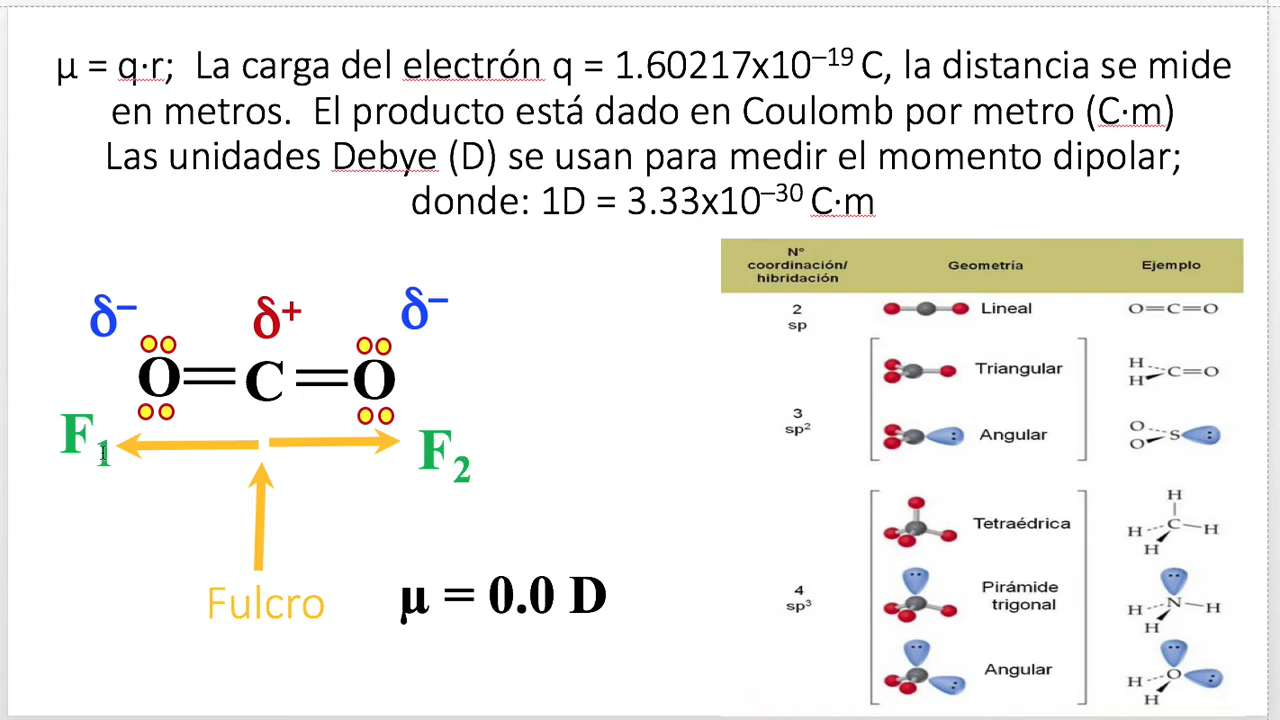 μ = q·r;  La carga del electrón q = 1.60217x10⁻¹⁹ C, la distancia se mide
en metros.  El producto está dado en Coulomb por metro (C·m)
Las unidades Debye (D) se usan para medir el momento dipolar;
donde: 1D = 3.33x10⁻³⁰ C·m
δ⁻ δ⁺ δ⁻
O=C=O
F₁ F₂
Fulcro
μ = 0.0 D
N°
coordinación/
hibridación
Geometría
Ejemplo
2
sp
Lineal
O=C=O
3
sp²
Triangular
H
H C=O
Angular
O
O S
4
sp³
Tetraédrica
H
H C H
H
Pirámide
trigonal
H N H
H
Angular
H O
H